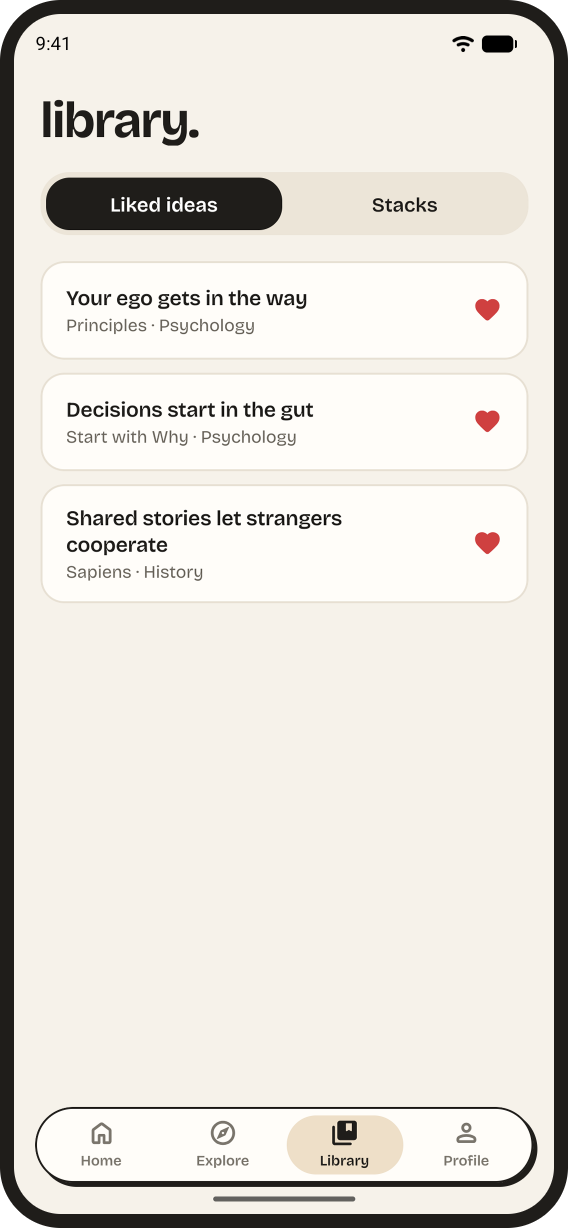 9:41
library.
Liked ideas
Stacks
Your ego gets in the way
Principles · Psychology
Decisions start in the gut
Start with Why · Psychology
Shared stories let strangers
cooperate
Sapiens · History
Home
Explore
Library
Profile